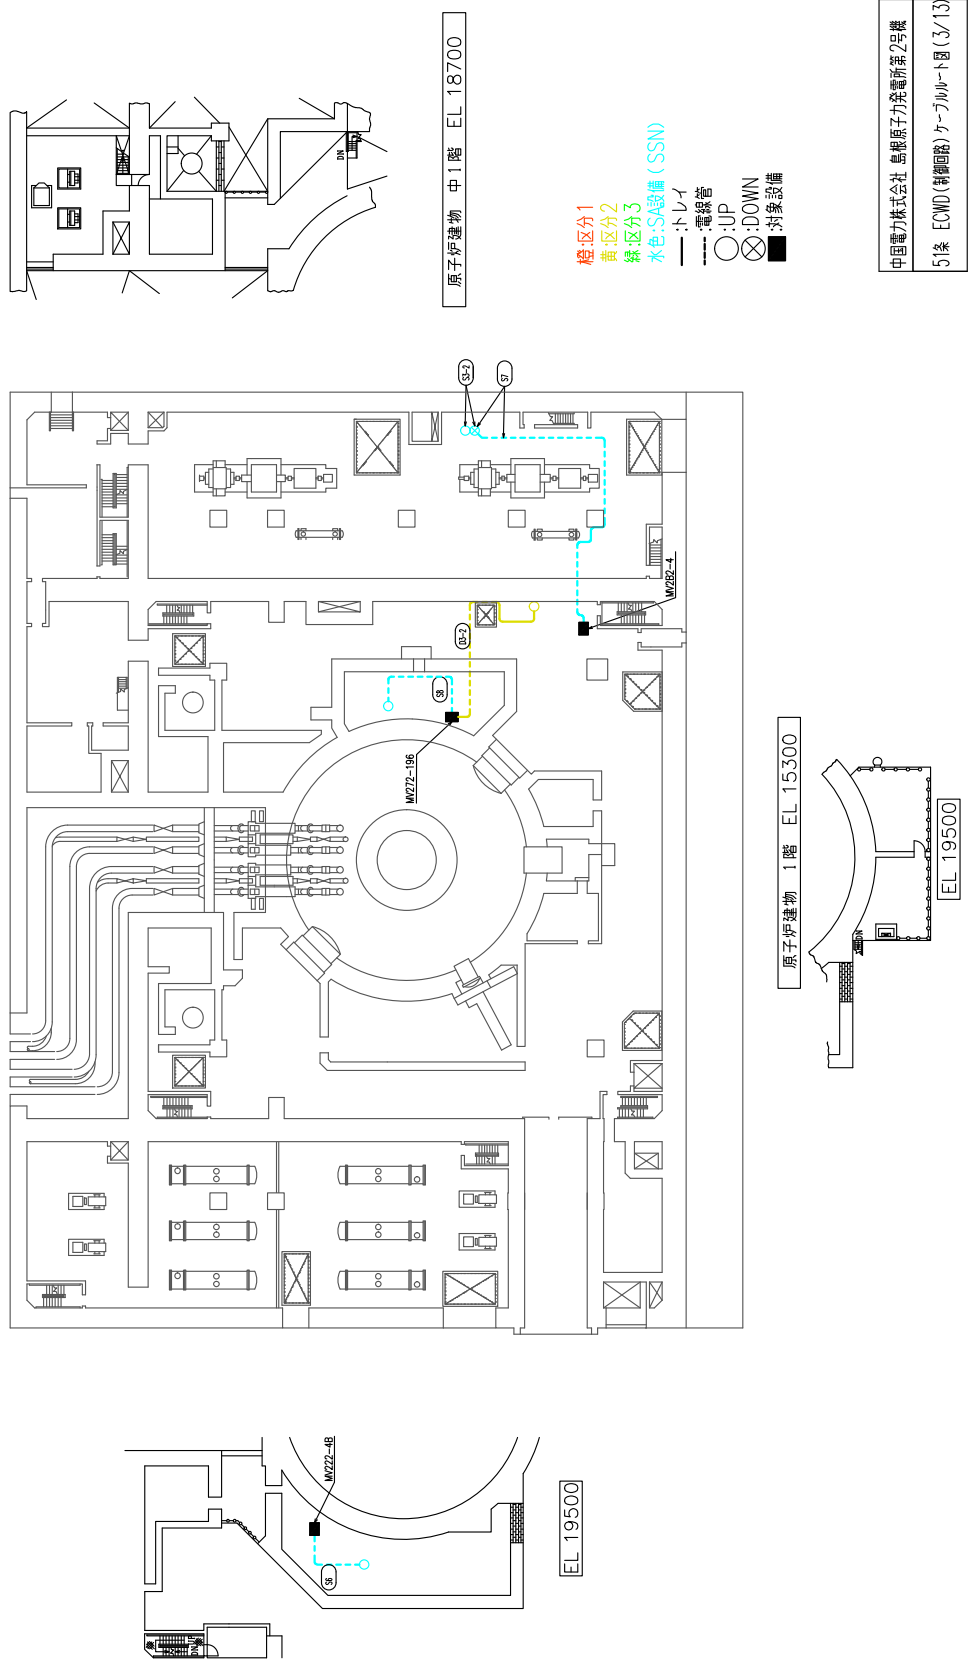 原子炉建物 中1階 EL 18700
橙:区分1
黄:区分2
緑:区分3
水色:SA設備(SSN)
:トレイ
:電線管
:UP
:DOWN
:対象設備
中国電力株式会社 島根原子力発電所第2号機
51条 ECWD(制御回路)ケーブルルート図(3/13)
DN
S3-2
S7
MV2B2-4
D3-2
S8
MV272-196
原子炉建物 1階 EL 15300
DN
EL 19500
MV222-4B
S6
DN
UP
EL 19500